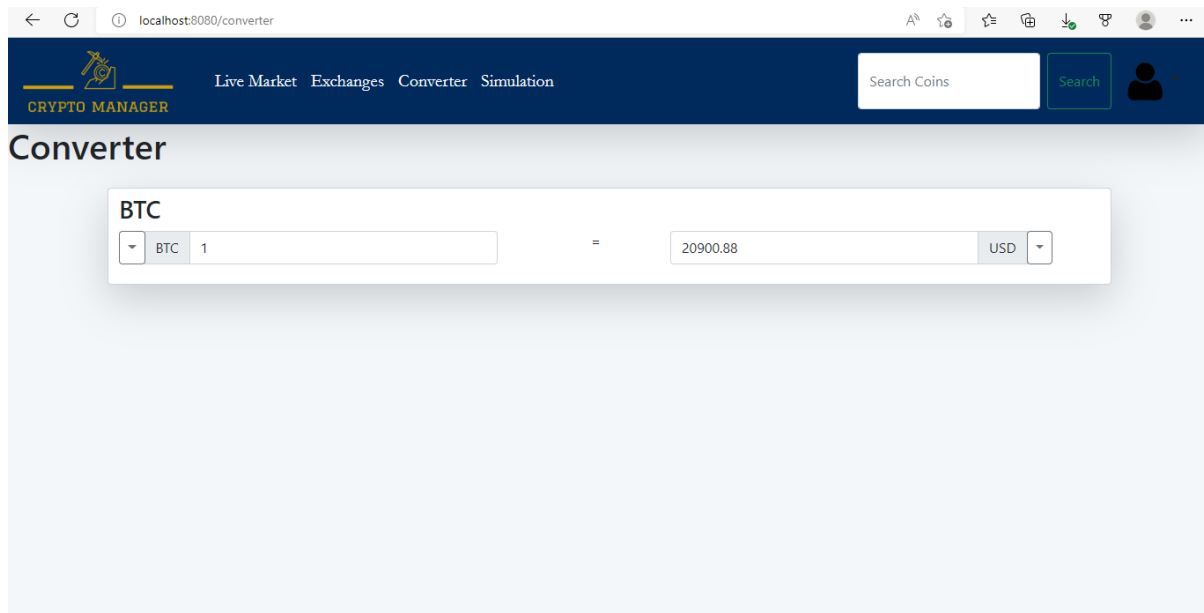 localhost:8080/converter
CRYPTO MANAGER
Live Market Exchanges Converter Simulation
Search Coins
Search
Converter
BTC
BTC 1 = 20900.88 USD